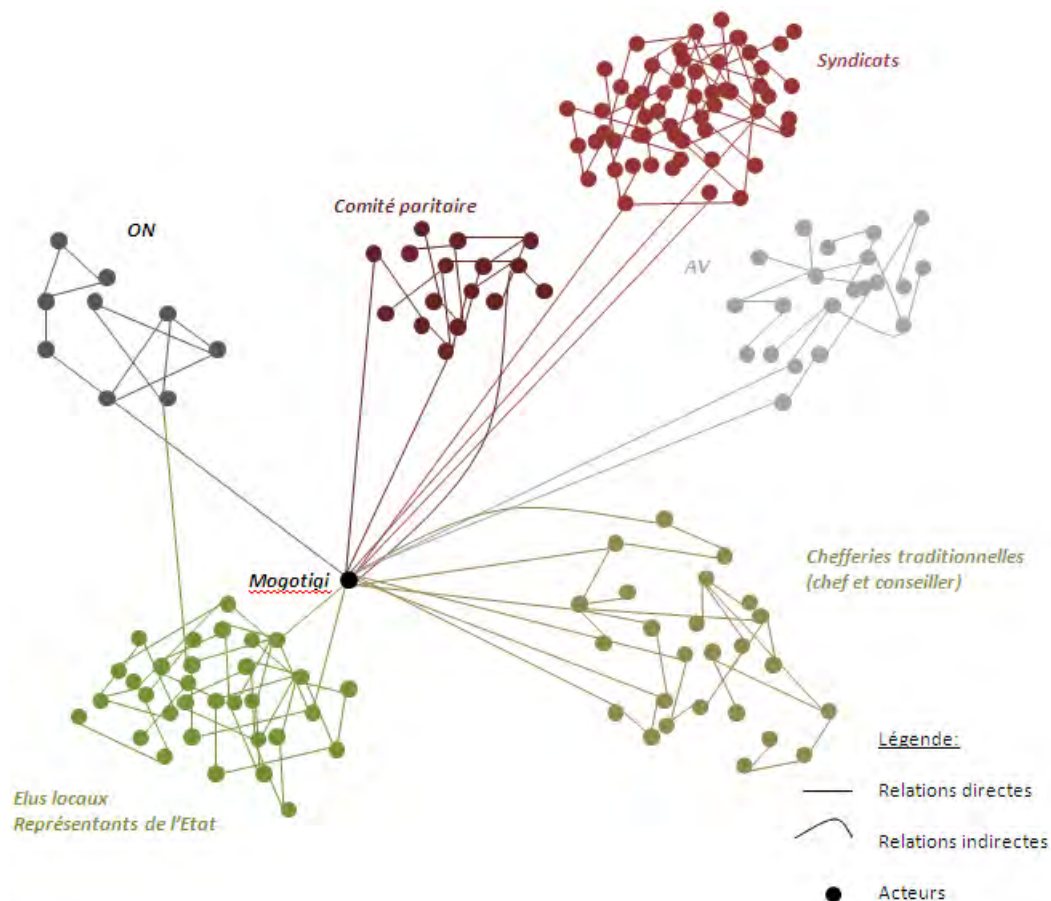 Syndicats
Comité paritaire
ON
AV
Mogotigi
Chefferies traditionnelles
(chef et conseiller)
Elus locaux
Représentants de l'Etat
Légende:
Relations directes
Relations indirectes
Acteurs